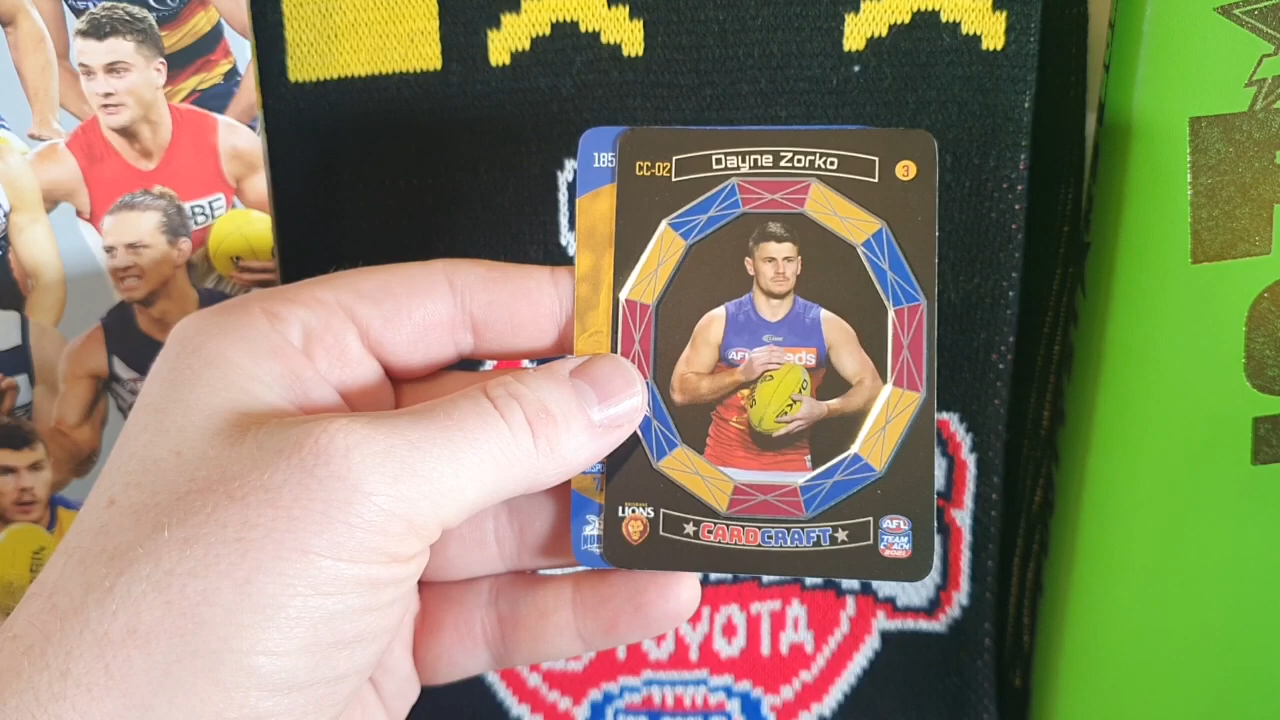 185
CC-02
Dayne Zorko
3
AFL
BRISBANE
LIONS
CARDCRAFT
AFL
TEAM
COACH
2021
TOYOTA